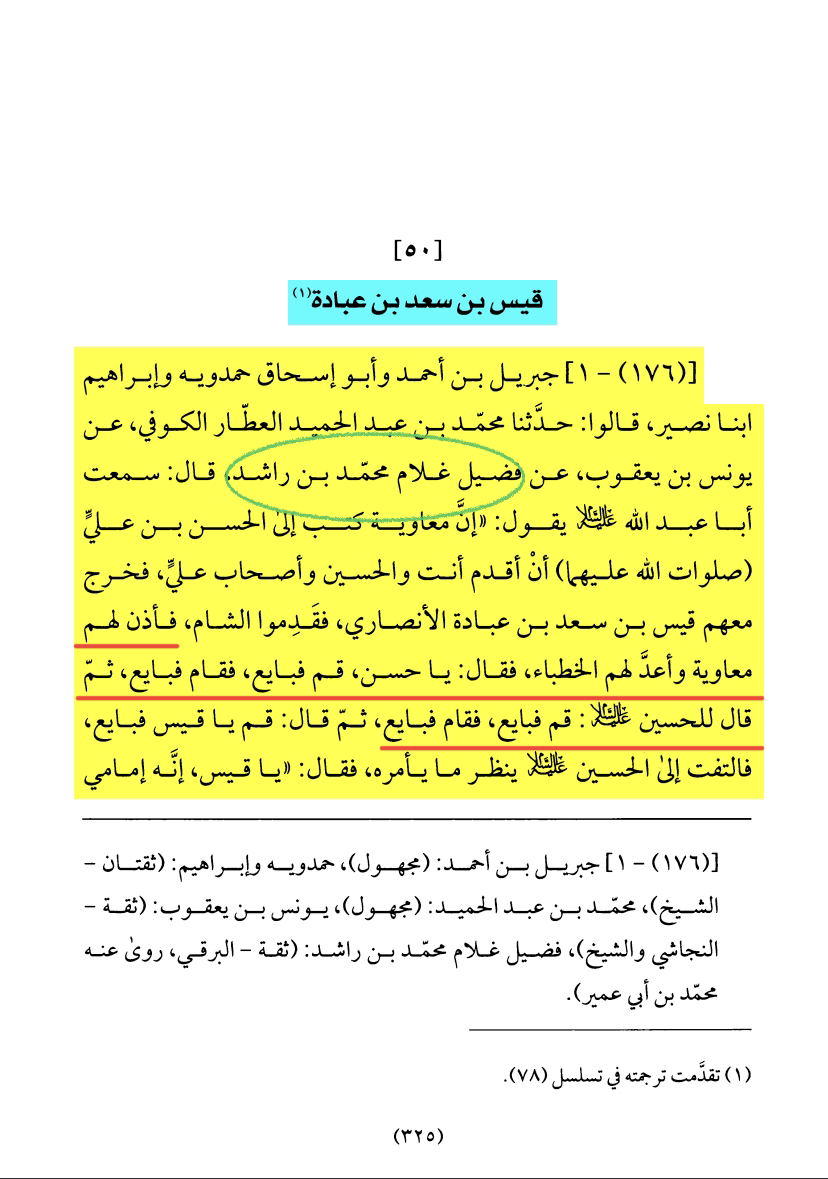 [٥٠]
قيس بن سعد بن عبادة(١)
[(١٧٦) – ١] جبريل بن أحمد وأبو إسحاق حمدويه وإبراهيم
ابنا نصير، قالوا: حدَّثنا محمّد بن عبد الحميد العطّار الكوفي، عن
يونس بن يعقوب، عن فضيل غلام محمّد بن راشد، قال: سمعت
أبا عبد الله عليه السلام يقول: «إنَّ معاوية كتب إلىٰ الحسن بن عليٍّ
(صلوات الله عليهما) أنْ أقدم أنت والحسين وأصحاب عليٍّ، فخرج
معهم قيس بن سعد بن عبادة الأنصاري، فقَدِموا الشام، فأذن لهم
معاوية وأعدَّ لهم الخطباء، فقال: يا حسن، قم فبايع، فقام فبايع، ثمّ
قال للحسين عليه السلام: قم فبايع، فقام فبايع، ثمّ قال: قم يا قيس فبايع،
فالتفت إلىٰ الحسين عليه السلام ينظر ما يأمره، فقال: «يا قيس، إنَّه إمامي
[(١٧٦) – ١] جبريل بن أحمد: (مجهول)، حمدويه وإبراهيم: (ثقتان –
الشيخ)، محمّد بن عبد الحميد: (مجهول)، يونس بن يعقوب: (ثقة –
النجاشي والشيخ)، فضيل غلام محمّد بن راشد: (ثقة – البرقي، روىٰ عنه
محمّد بن أبي عمير).
(١) تقدَّمت ترجمته في تسلسل (٧٨).
(٣٢٥)